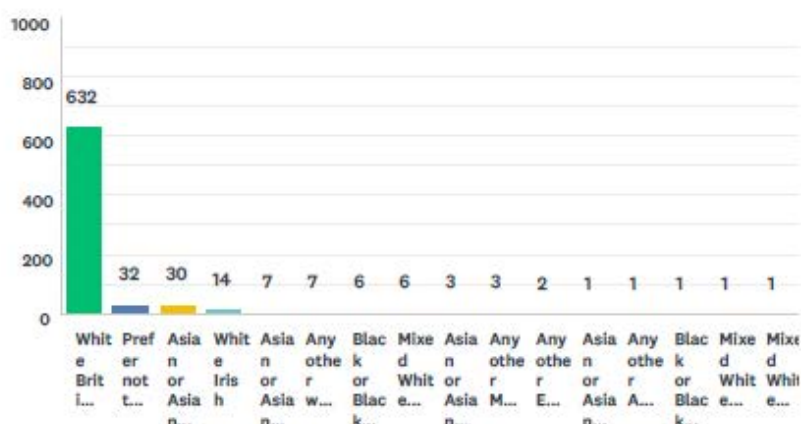 1000
800
632
600
400
200
32 30 14 7 7 6 6 3 3 2 1 1 1 1 1
0
Whit Pref Asia Whit Asia Any Blac Mixe Asia Any Any Asia Any Blac Mixe Mixe
e er n e n othe k d n othe othe n othe k d d
Brit not or Iris or r or Whit or r r or r or Whit Whit
i... t... Asia h Asia w... Blac e... Asia M... E... Asia A... Blac e... e...
n... n... k... n... n... k...